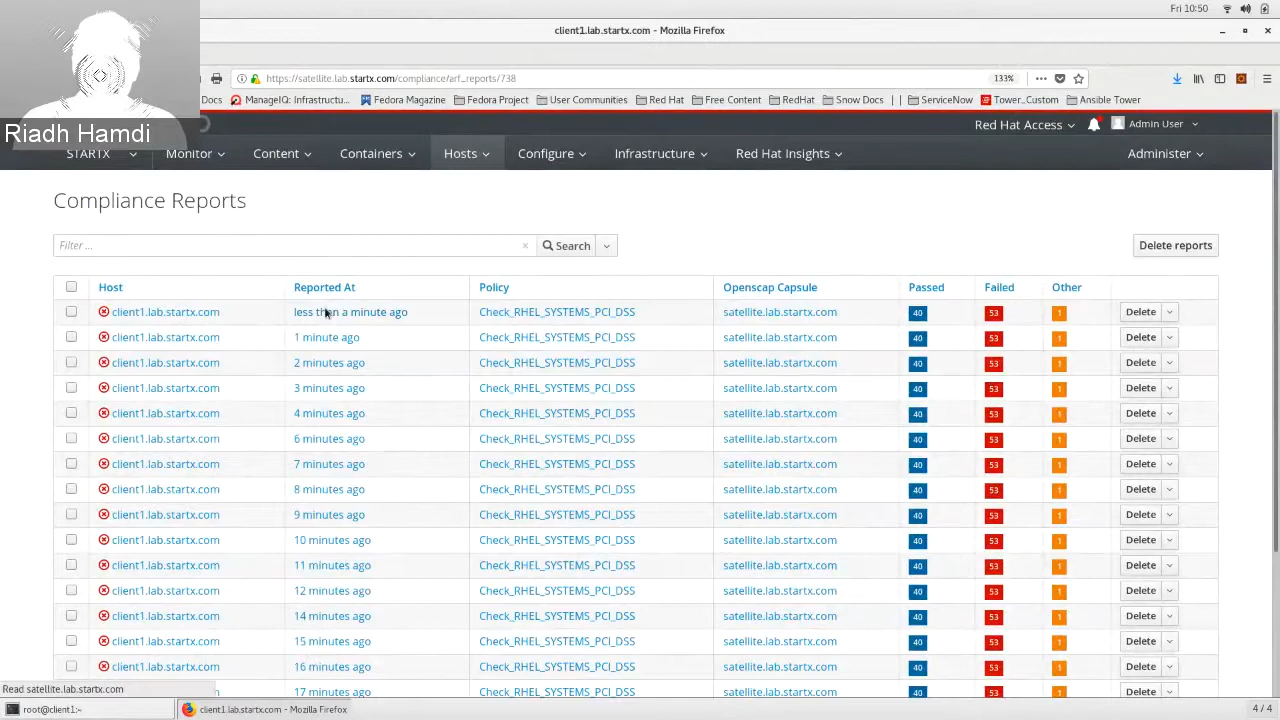 Fri 10:50
client1.lab.startx.com - Mozilla Firefox
https://satellite.lab.startx.com/compliance/arf_reports/738
133%
Docs ManageIQ: Infrastructu... Fedora Magazine Fedora Project User Communities Red Hat Free Content RedHat Snow Docs ServiceNow Tower_Custom Ansible Tower
Riadh Hamdi
Red Hat Access Admin User
STARTX Monitor Content Containers Hosts Configure Infrastructure Red Hat Insights Administer
Compliance Reports
Filter ... × Search Delete reports
Host Reported At Policy Openscap Capsule Passed Failed Other
client1.lab.startx.com less than a minute ago Check_RHEL_SYSTEMS_PCI_DSS satellite.lab.startx.com 40 53 1 Delete
client1.lab.startx.com 1 minute ago Check_RHEL_SYSTEMS_PCI_DSS satellite.lab.startx.com 40 53 1 Delete
client1.lab.startx.com 2 minutes ago Check_RHEL_SYSTEMS_PCI_DSS satellite.lab.startx.com 40 53 1 Delete
client1.lab.startx.com 3 minutes ago Check_RHEL_SYSTEMS_PCI_DSS satellite.lab.startx.com 40 53 1 Delete
client1.lab.startx.com 4 minutes ago Check_RHEL_SYSTEMS_PCI_DSS satellite.lab.startx.com 40 53 1 Delete
client1.lab.startx.com 6 minutes ago Check_RHEL_SYSTEMS_PCI_DSS satellite.lab.startx.com 40 53 1 Delete
client1.lab.startx.com 7 minutes ago Check_RHEL_SYSTEMS_PCI_DSS satellite.lab.startx.com 40 53 1 Delete
client1.lab.startx.com 8 minutes ago Check_RHEL_SYSTEMS_PCI_DSS satellite.lab.startx.com 40 53 1 Delete
client1.lab.startx.com 9 minutes ago Check_RHEL_SYSTEMS_PCI_DSS satellite.lab.startx.com 40 53 1 Delete
client1.lab.startx.com 10 minutes ago Check_RHEL_SYSTEMS_PCI_DSS satellite.lab.startx.com 40 53 1 Delete
client1.lab.startx.com 11 minutes ago Check_RHEL_SYSTEMS_PCI_DSS satellite.lab.startx.com 40 53 1 Delete
client1.lab.startx.com 12 minutes ago Check_RHEL_SYSTEMS_PCI_DSS satellite.lab.startx.com 40 53 1 Delete
client1.lab.startx.com 14 minutes ago Check_RHEL_SYSTEMS_PCI_DSS satellite.lab.startx.com 40 53 1 Delete
client1.lab.startx.com 15 minutes ago Check_RHEL_SYSTEMS_PCI_DSS satellite.lab.startx.com 40 53 1 Delete
client1.lab.startx.com 16 minutes ago Check_RHEL_SYSTEMS_PCI_DSS satellite.lab.startx.com 40 53 1 Delete
client1.lab.startx.com 17 minutes ago Check_RHEL_SYSTEMS_PCI_DSS satellite.lab.startx.com 40 53 1 Delete
Read satellite.lab.startx.com
root@client1:~ client1.lab.startx.com - Mozilla Firefox 4 / 4